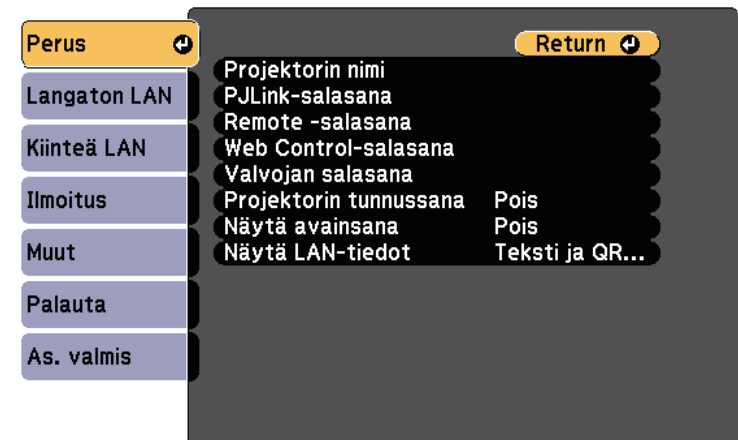 Perus
Langaton LAN
Kiinteä LAN
Ilmoitus
Muut
Palauta
As. valmis
Return
Projektorin nimi
PJLink-salasana
Remote -salasana
Web Control-salasana
Valvojan salasana
Projektorin tunnussana Pois
Näytä avainsana Pois
Näytä LAN-tiedot Teksti ja QR...